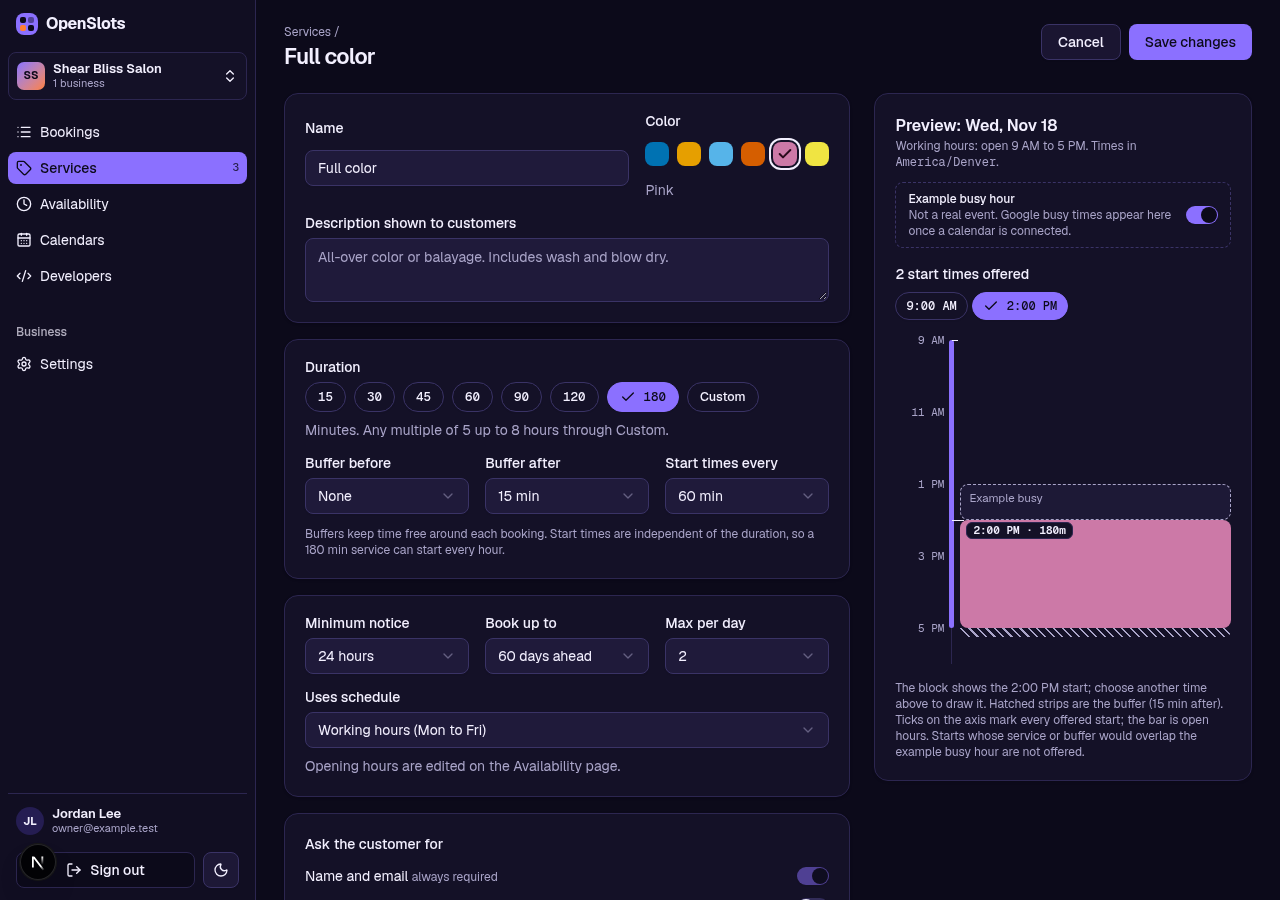 OpenSlots
SS
Shear Bliss Salon
1 business
Bookings
Services 3
Availability
Calendars
Developers
Business
Settings
JL
Jordan Lee
owner@example.test
N
Sign out
Services /
Full color
Cancel
Save changes
Name
Full color
Color
Pink
Description shown to customers
All-over color or balayage. Includes wash and blow dry.
Duration
15 30 45 60 90 120 180 Custom
Minutes. Any multiple of 5 up to 8 hours through Custom.
Buffer before Buffer after Start times every
None 15 min 60 min
Buffers keep time free around each booking. Start times are independent of the duration, so a
180 min service can start every hour.
Minimum notice Book up to Max per day
24 hours 60 days ahead 2
Uses schedule
Working hours (Mon to Fri)
Opening hours are edited on the Availability page.
Ask the customer for
Name and email always required
Preview: Wed, Nov 18
Working hours: open 9 AM to 5 PM. Times in
America/Denver.
Example busy hour
Not a real event. Google busy times appear here
once a calendar is connected.
2 start times offered
9:00 AM 2:00 PM
9 AM
11 AM
1 PM
Example busy
2:00 PM · 180m
3 PM
5 PM
The block shows the 2:00 PM start; choose another time
above to draw it. Hatched strips are the buffer (15 min after).
Ticks on the axis mark every offered start; the bar is open
hours. Starts whose service or buffer would overlap the
example busy hour are not offered.